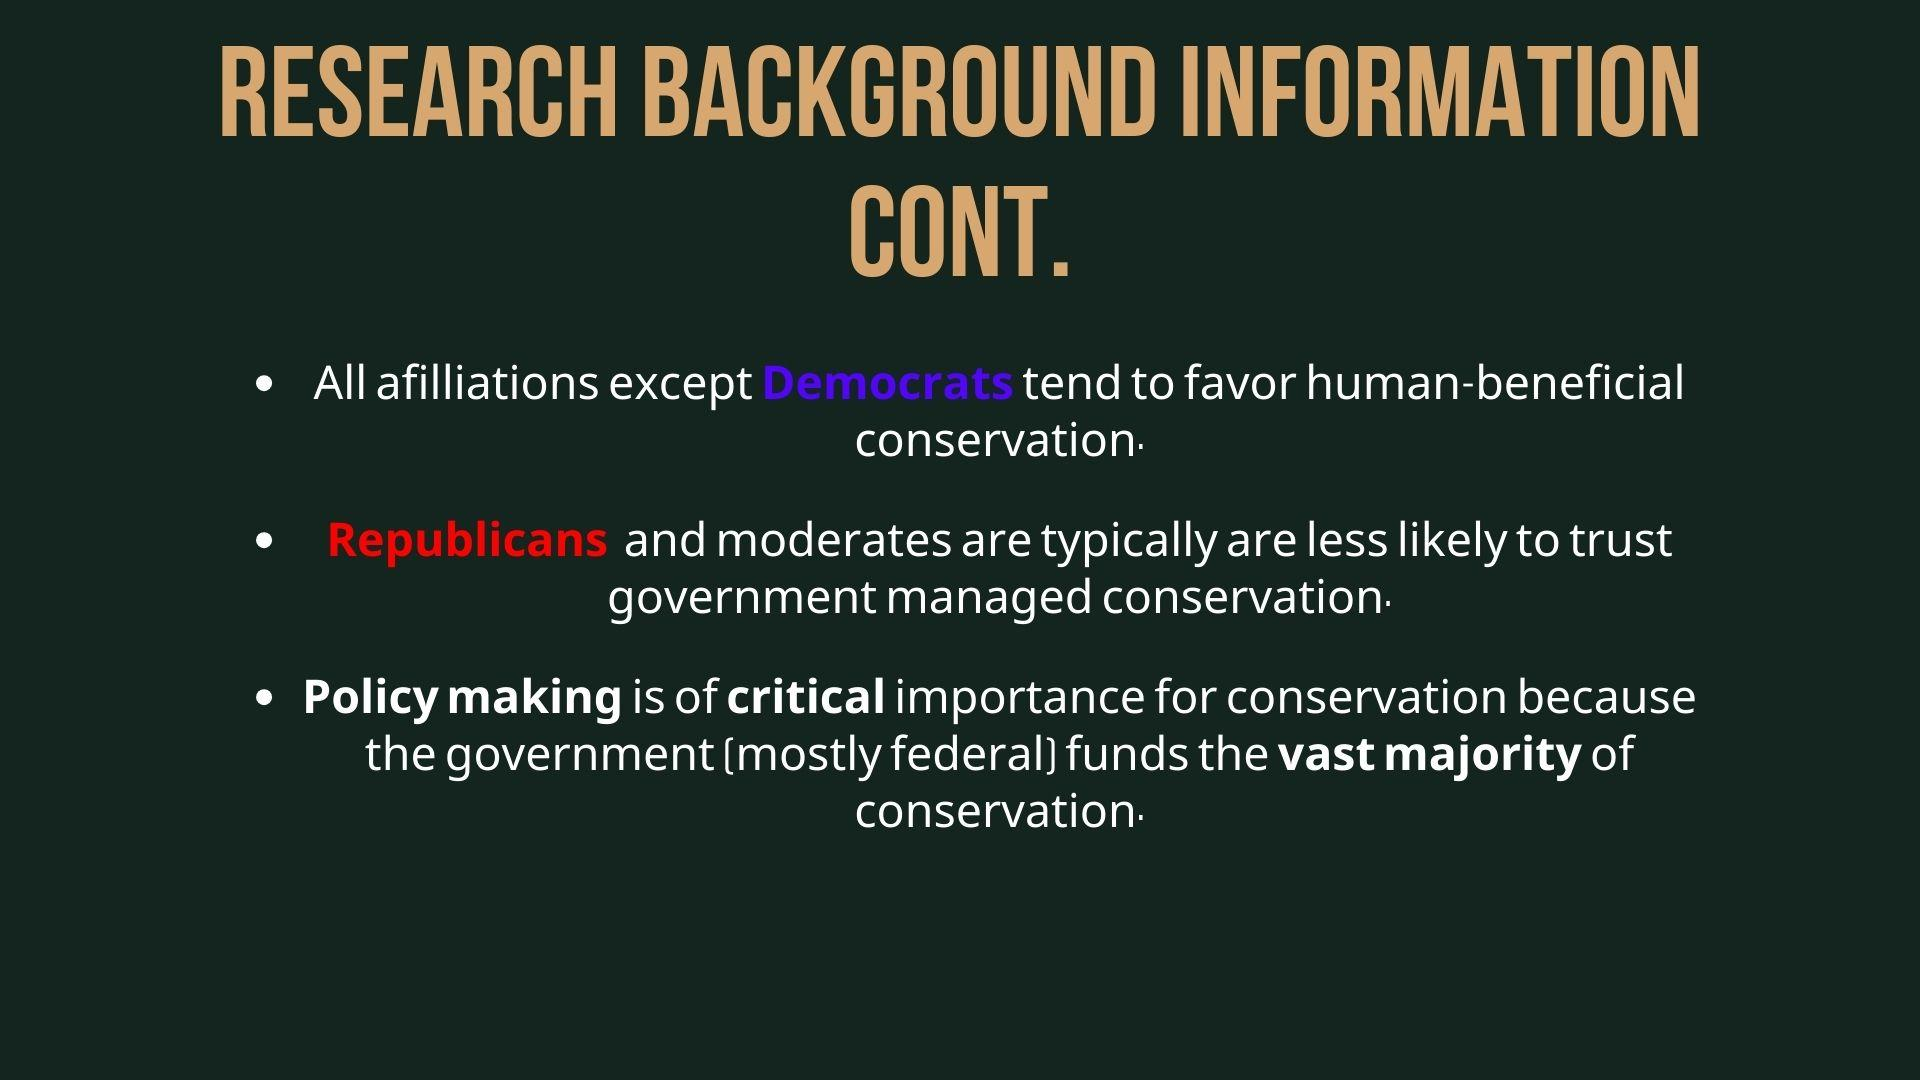 RESEARCH BACKGROUND INFORMATION
CONT.
• All afilliations except Democrats tend to favor human-beneficial
conservation.
• Republicans and moderates are typically are less likely to trust
government managed conservation.
• Policy making is of critical importance for conservation because
the government (mostly federal) funds the vast majority of
conservation.